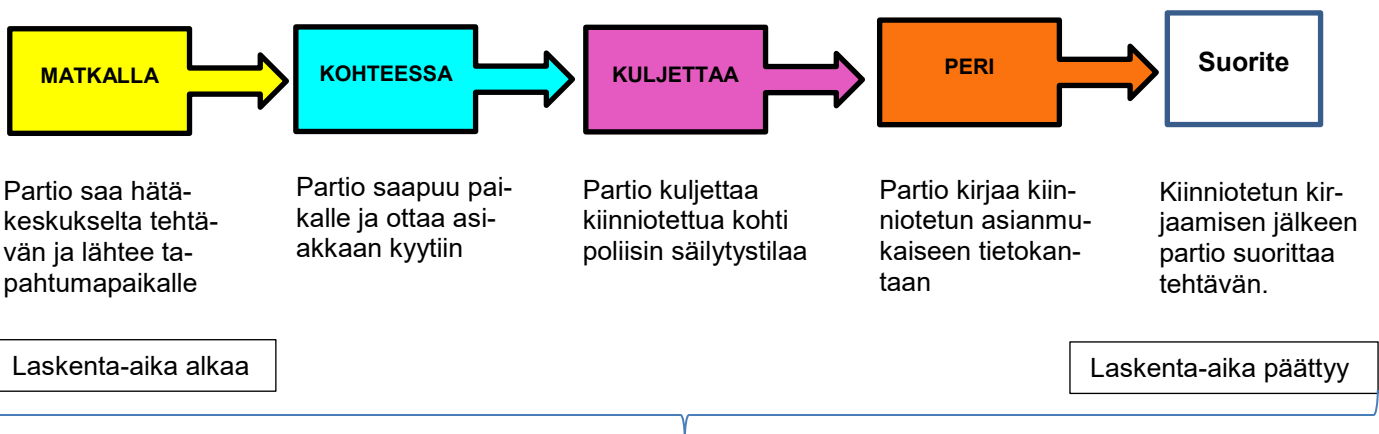 MATKALLA
KOHTEESSA
KULJETTAA
PERI
Suorite
Partio saa hätä-
keskukselta tehtä-
vän ja lähtee ta-
pahtumapaikalle
Partio saapuu pai-
kalle ja ottaa asi-
akkaan kyytiin
Partio kuljettaa
kiinniotettua kohti
poliisin säilytystilaa
Partio kirjaa kiin-
niotetun asianmu-
kaiseen tietokan-
taan
Kiinniotetun kir-
jaamisen jälkeen
partio suorittaa
tehtävän.
Laskenta-aika alkaa
Laskenta-aika päättyy